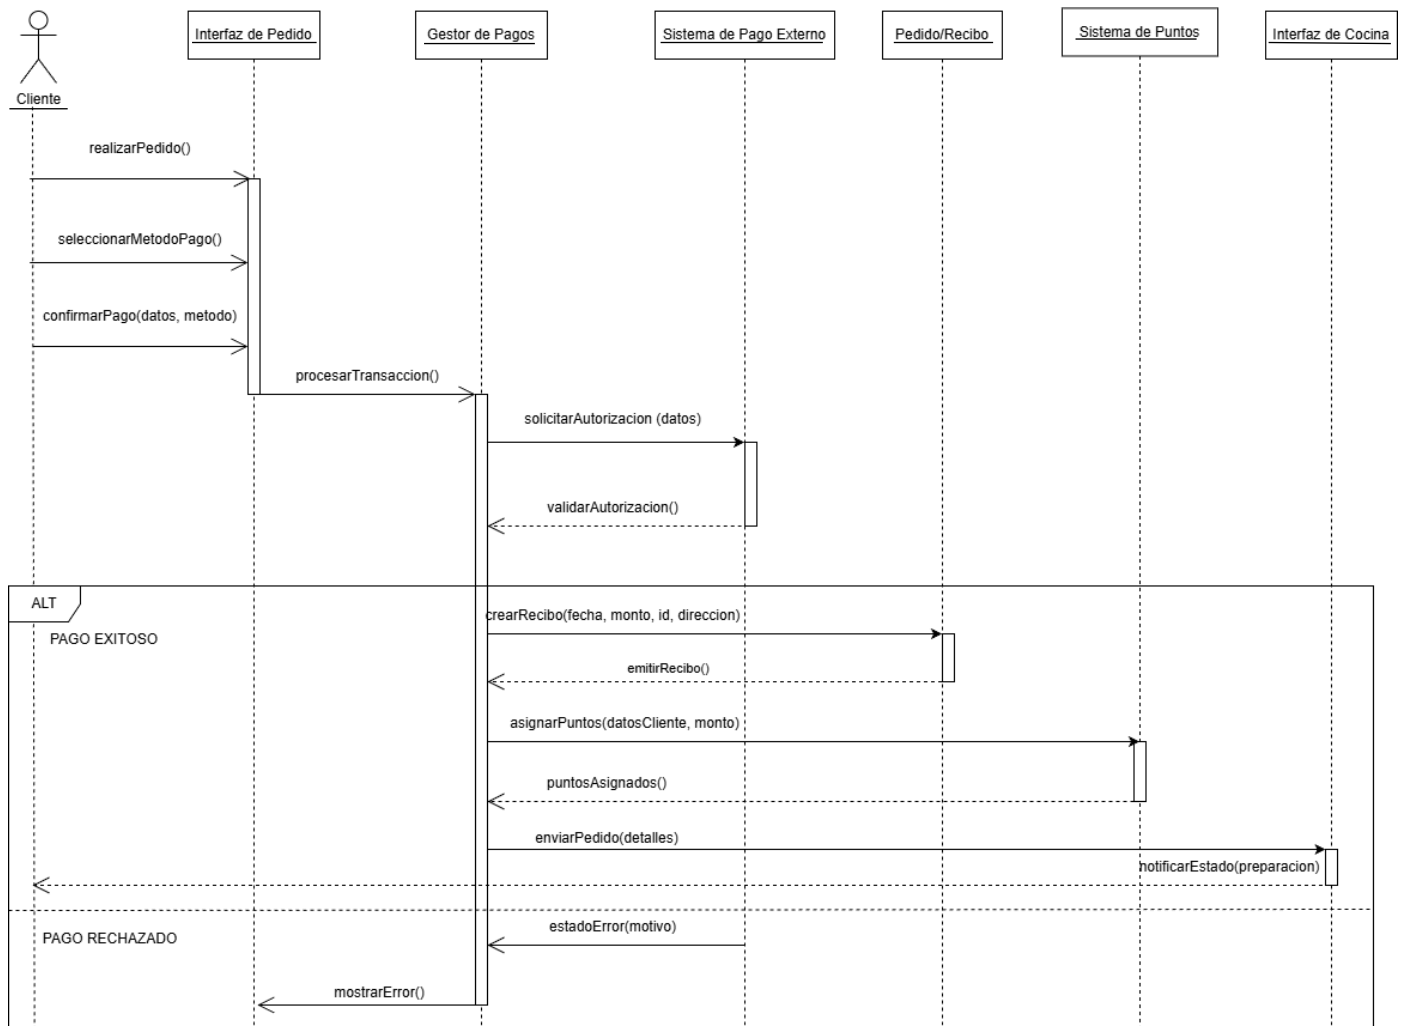 Cliente
Interfaz de Pedido
Gestor de Pagos
Sistema de Pago Externo
Pedido/Recibo
Sistema de Puntos
Interfaz de Cocina
realizarPedido()
seleccionarMetodoPago()
confirmarPago(datos, metodo)
procesarTransaccion()
solicitarAutorizacion (datos)
validarAutorizacion()
ALT
PAGO EXITOSO
crearRecibo(fecha, monto, id, direccion)
emitirRecibo()
asignarPuntos(datosCliente, monto)
puntosAsignados()
enviarPedido(detalles)
notificarEstado(preparacion)
PAGO RECHAZADO
estadoError(motivo)
mostrarError()